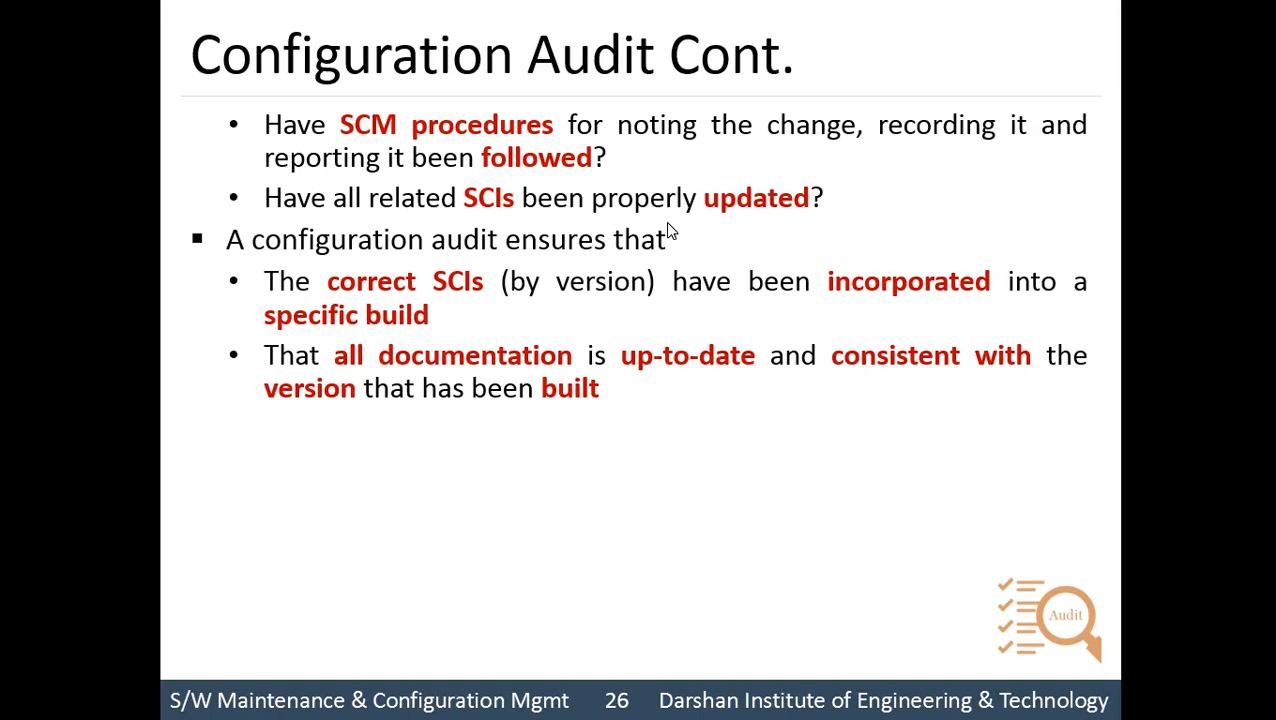 Configuration Audit Cont.
• Have SCM procedures for noting the change, recording it and
reporting it been followed?
• Have all related SCIs been properly updated?
▪ A configuration audit ensures that
• The correct SCIs (by version) have been incorporated into a
specific build
• That all documentation is up-to-date and consistent with the
version that has been built
Audit
S/W Maintenance & Configuration Mgmt 26 Darshan Institute of Engineering & Technology